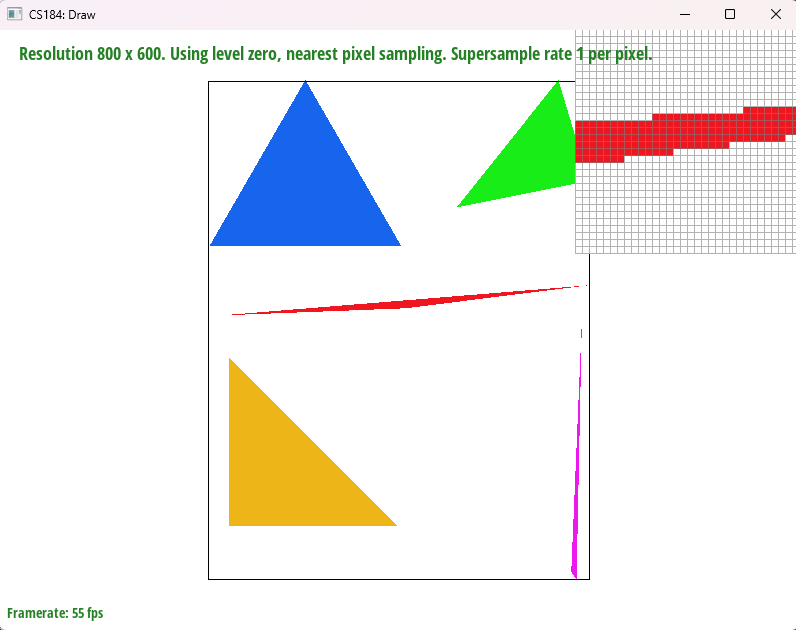 CS184: Draw
Resolution 800 x 600. Using level zero, nearest pixel sampling. Supersample rate 1 per pixel.
Framerate: 55 fps